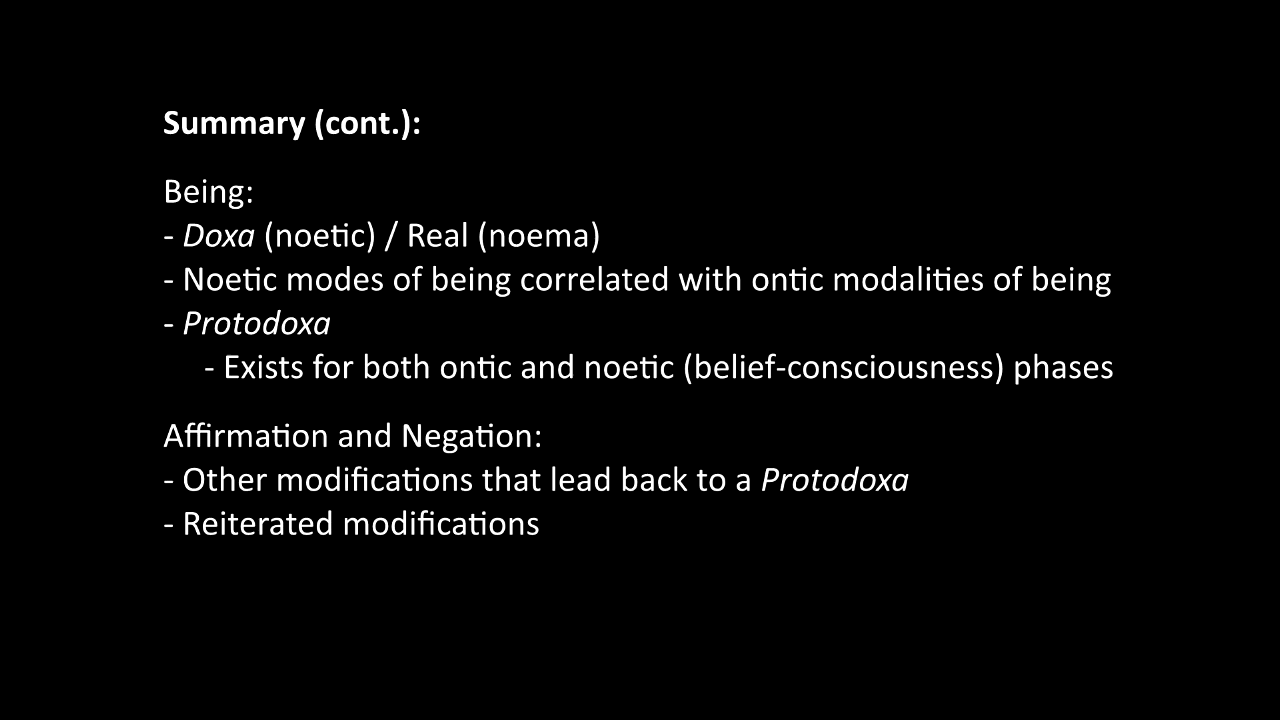 Summary (cont.):
Being:
- Doxa (noetic) / Real (noema)
- Noetic modes of being correlated with ontic modalities of being
- Protodoxa
- Exists for both ontic and noetic (belief-consciousness) phases
Affirmation and Negation:
- Other modifications that lead back to a Protodoxa
- Reiterated modifications